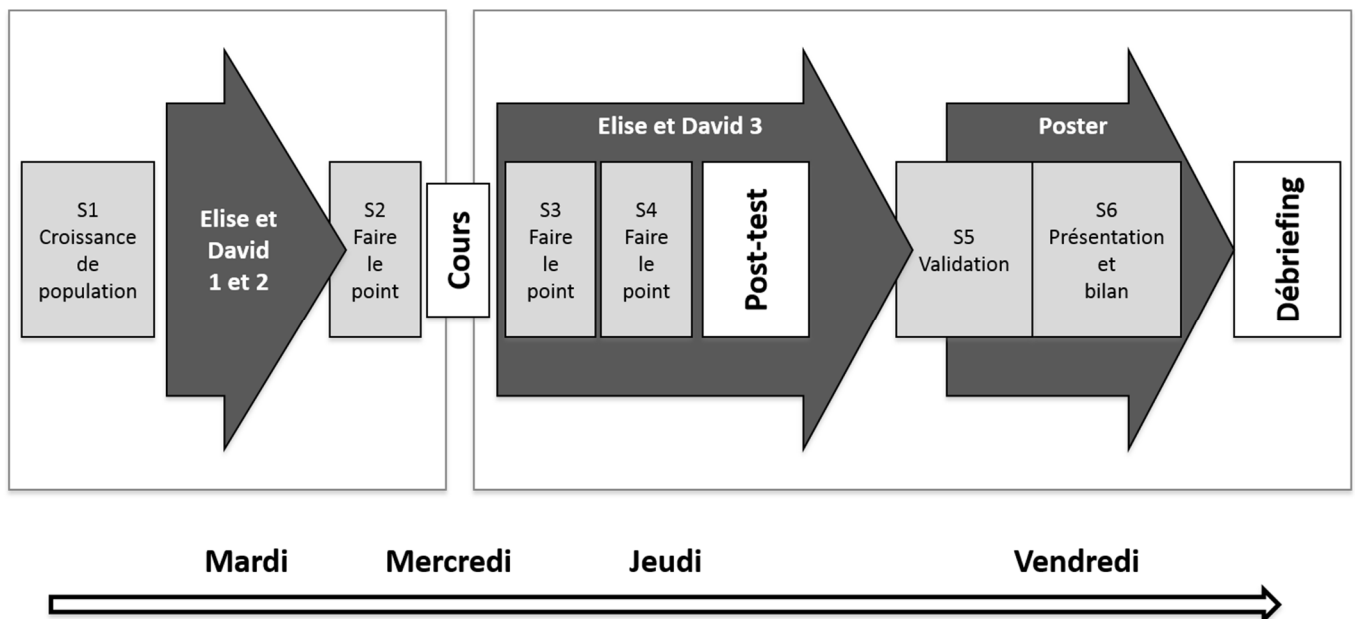 S1
Croissance
de
population
Elise et
David
1 et 2
S2
Faire
le
point
Cours
Elise et David 3
S3
Faire
le
point
S4
Faire
le
point
Post-test
Poster
S5
Validation
S6
Présentation
et
bilan
Débriefing
Mardi
Mercredi
Jeudi
Vendredi